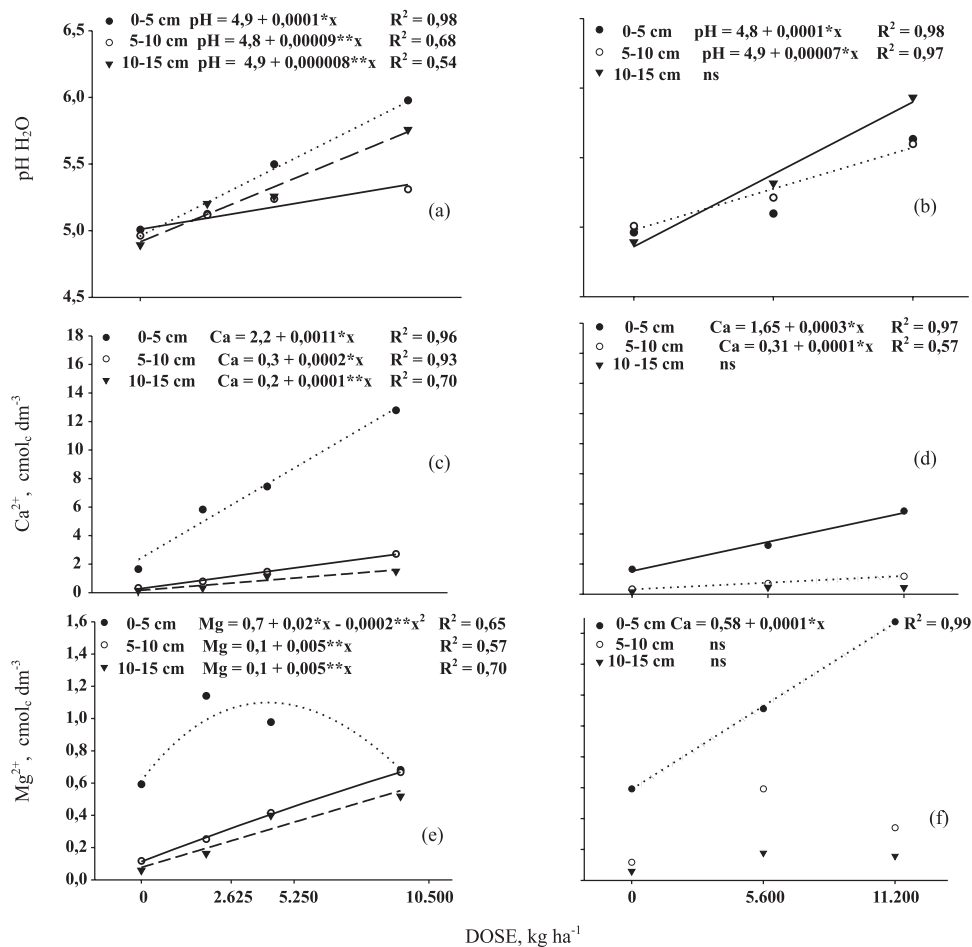 0-5 cm pH = 4,9 + 0,0001*x R² = 0,98
5-10 cm pH = 4,8 + 0,00009**x R² = 0,68
10-15 cm pH = 4,9 + 0,000008**x R² = 0,54
6,5
6,0
5,5
5,0
4,5
pH H₂O
(a)
0-5 cm pH = 4,8 + 0,0001*x R² = 0,98
5-10 cm pH = 4,9 + 0,00007*x R² = 0,97
10-15 cm ns
(b)
0-5 cm Ca = 2,2 + 0,0011*x R² = 0,96
5-10 cm Ca = 0,3 + 0,0002*x R² = 0,93
10-15 cm Ca = 0,2 + 0,0001**x R² = 0,70
18
16
14
12
10
8
6
4
2
0
Ca²⁺, cmol_c dm⁻³
(c)
0-5 cm Ca = 1,65 + 0,0003*x R² = 0,97
5-10 cm Ca = 0,31 + 0,0001*x R² = 0,57
10 -15 cm ns
(d)
0-5 cm Mg = 0,7 + 0,02*x - 0,0002**x² R² = 0,65
5-10 cm Mg = 0,1 + 0,005**x R² = 0,57
10-15 cm Mg = 0,1 + 0,005**x R² = 0,70
1,6
1,4
1,2
1,0
0,8
0,6
0,4
0,2
0,0
Mg²⁺, cmol_c dm⁻³
(e)
0 2.625 5.250 10.500
0-5 cm Ca = 0,58 + 0,0001*x R² = 0,99
5-10 cm ns
10-15 cm ns
(f)
0 5.600 11.200
DOSE, kg ha⁻¹